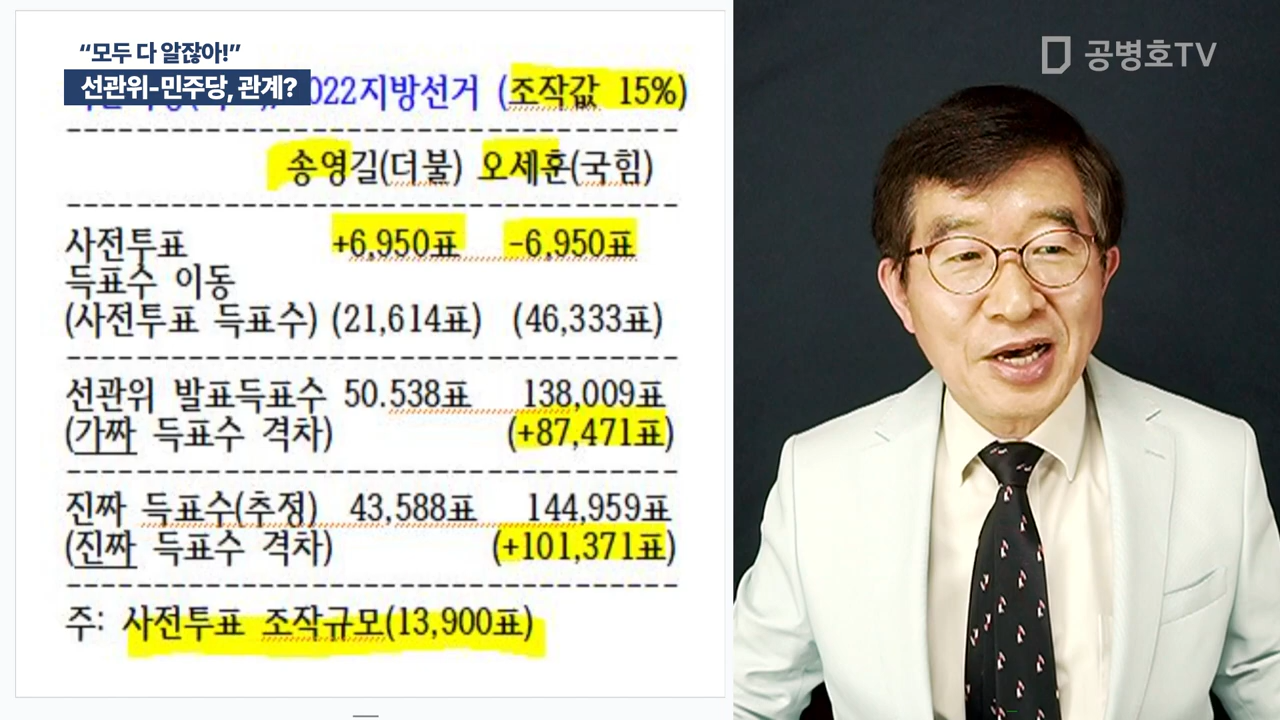 “모두 다 알잖아!”
선관위-민주당, 관계?
022지방선거 (조작값 15%)
송영길(더불) 오세훈(국힘)
사전투표 +6,950표 -6,950표
득표수 이동
(사전투표 득표수) (21,614표) (46,333표)
선관위 발표득표수 50.538표 138,009표
(가짜 득표수 격차) (+87,471표)
진짜 득표수(추정) 43,588표 144,959표
(진짜 득표수 격차) (+101,371표)
주: 사전투표 조작규모(13,900표)
공병호TV